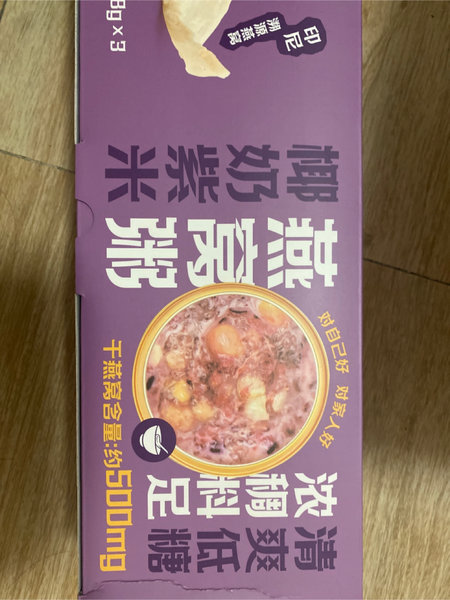 印尼
溯源燕窝
8g×3
椰奶紫米
燕窝粥
对自己好 对家人好
浓稠料足
清爽低糖
干燕窝含量:约500mg